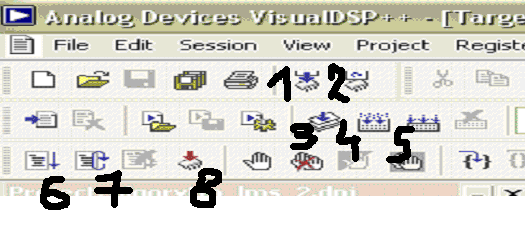 Analog Devices VisualDSP++ - [Targe
File Edit Session View Project Registe
1 2
3 4 5
6 7 8